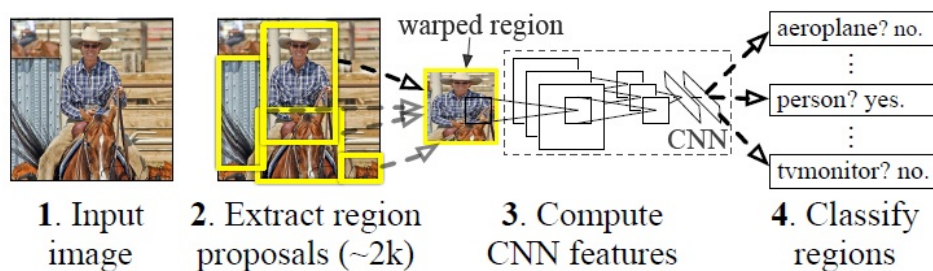 warped region
aeroplane? no.
⋮
person? yes.
⋮
tvmonitor? no.
CNN
1. Input
image
2. Extract region
proposals (~2k)
3. Compute
CNN features
4. Classify
regions